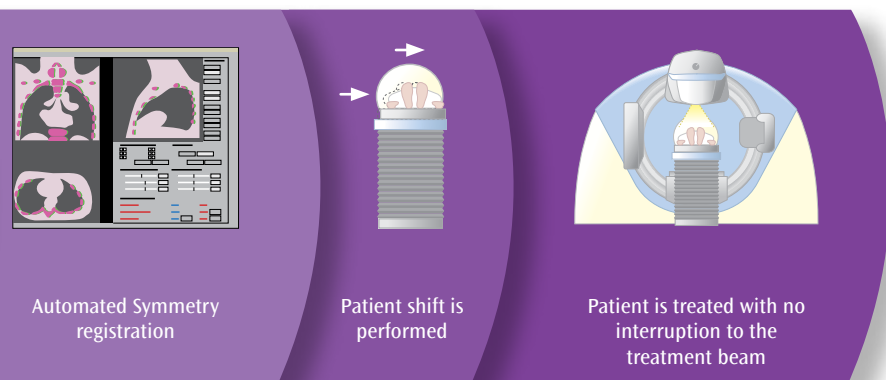 Automated Symmetry
registration
Patient shift is
performed
Patient is treated with no
interruption to the
treatment beam